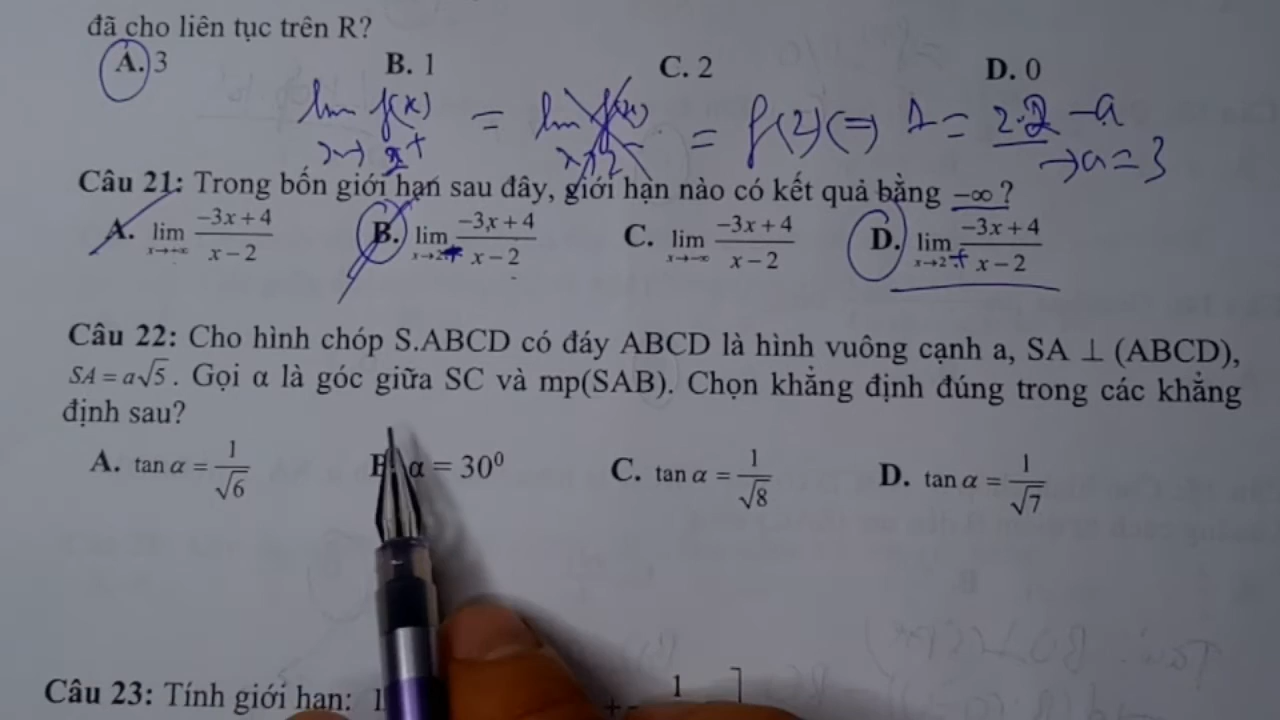 đã cho liên tục trên R?
A. 3 B. 1 C. 2 D. 0
lim f(x) = lim f(x) = f(2) ⇔ 1 = 2.2 - a
x→2+ x→2-
→ a = 3
Câu 21: Trong bốn giới hạn sau đây, giới hạn nào có kết quả bằng −∞ ?
A. lim x→−∞ (−3x+4)/(x−2) B. lim x→2 (−3x+4)/(x−2) C. lim x→−∞ (−3x+4)/(x−2) D. lim x→2+ (−3x+4)/(x−2)
Câu 22: Cho hình chóp S.ABCD có đáy ABCD là hình vuông cạnh a, SA ⊥ (ABCD),
SA = a√5 . Gọi α là góc giữa SC và mp(SAB). Chọn khẳng định đúng trong các khẳng
định sau?
A. tan α = 1/√6 B. α = 30⁰ C. tan α = 1/√8 D. tan α = 1/√7
Câu 23: Tính giới hạn: